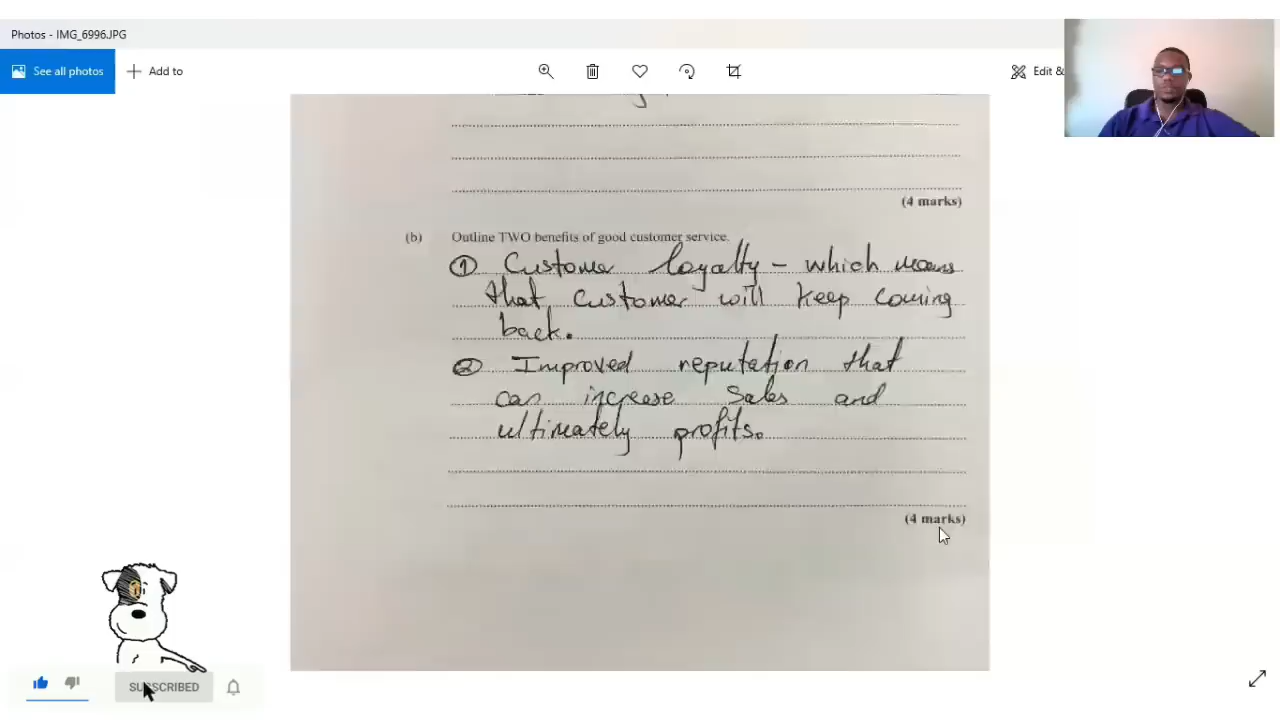 Photos - IMG_6996.JPG
See all photos
Add to
Edit &
(4 marks)
(b) Outline TWO benefits of good customer service.
① Customer loyalty - which means
that customer will keep coming
back.
② Improved reputation that
can increase sales and
ultimately profits.
(4 marks)
SUBSCRIBED